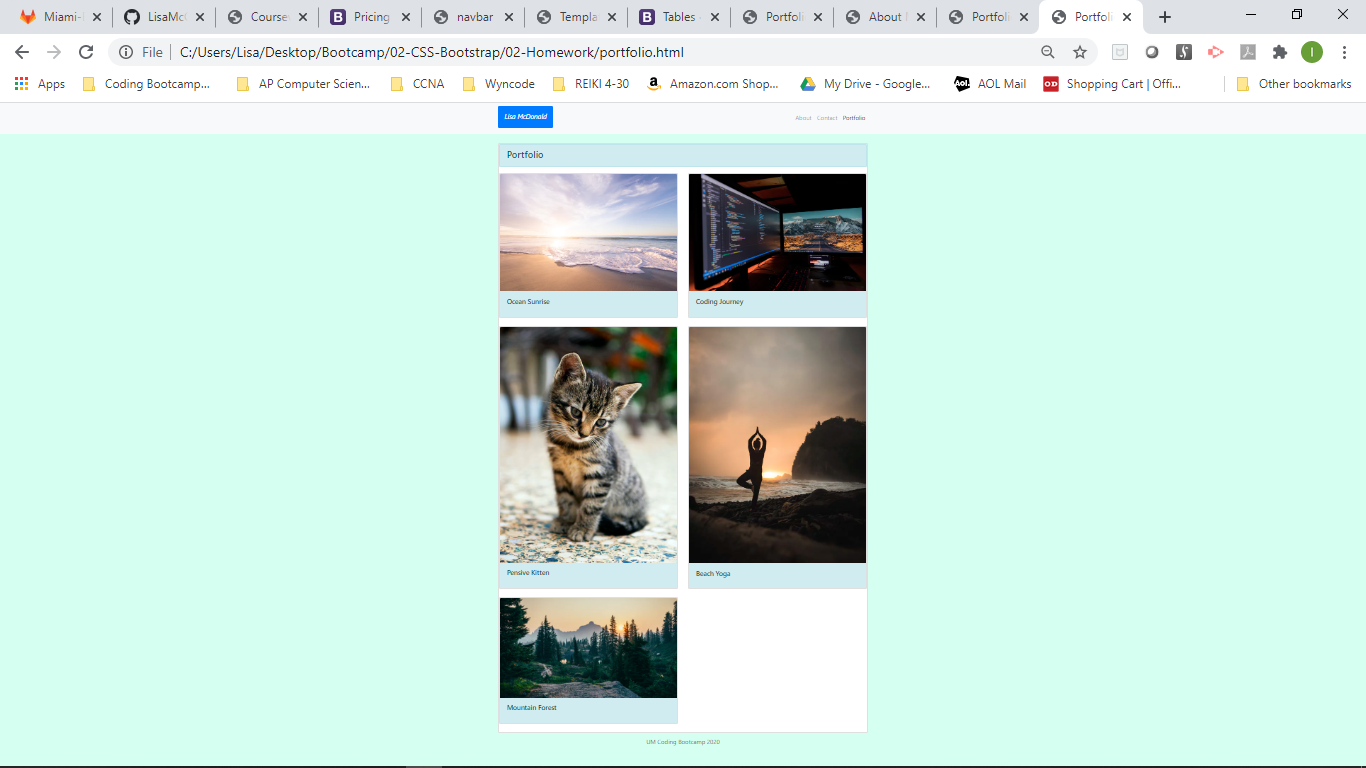 Miami- LisaMc Course Pricing navbar Templa Tables - Portfoli About Portfoli Portfoli
File C:/Users/Lisa/Desktop/Bootcamp/02-CSS-Bootstrap/02-Homework/portfolio.html I
Apps Coding Bootcamp... AP Computer Scien... CCNA Wyncode REIKI 4-30 Amazon.com Shop... My Drive - Google... Aol. AOL Mail OD Shopping Cart | Offi... Other bookmarks
Lisa McDonald About Contact Portfolio
Portfolio
Ocean Sunrise Coding Journey
Pensive Kitten Beach Yoga
Mountain Forest
UM Coding Bootcamp 2020